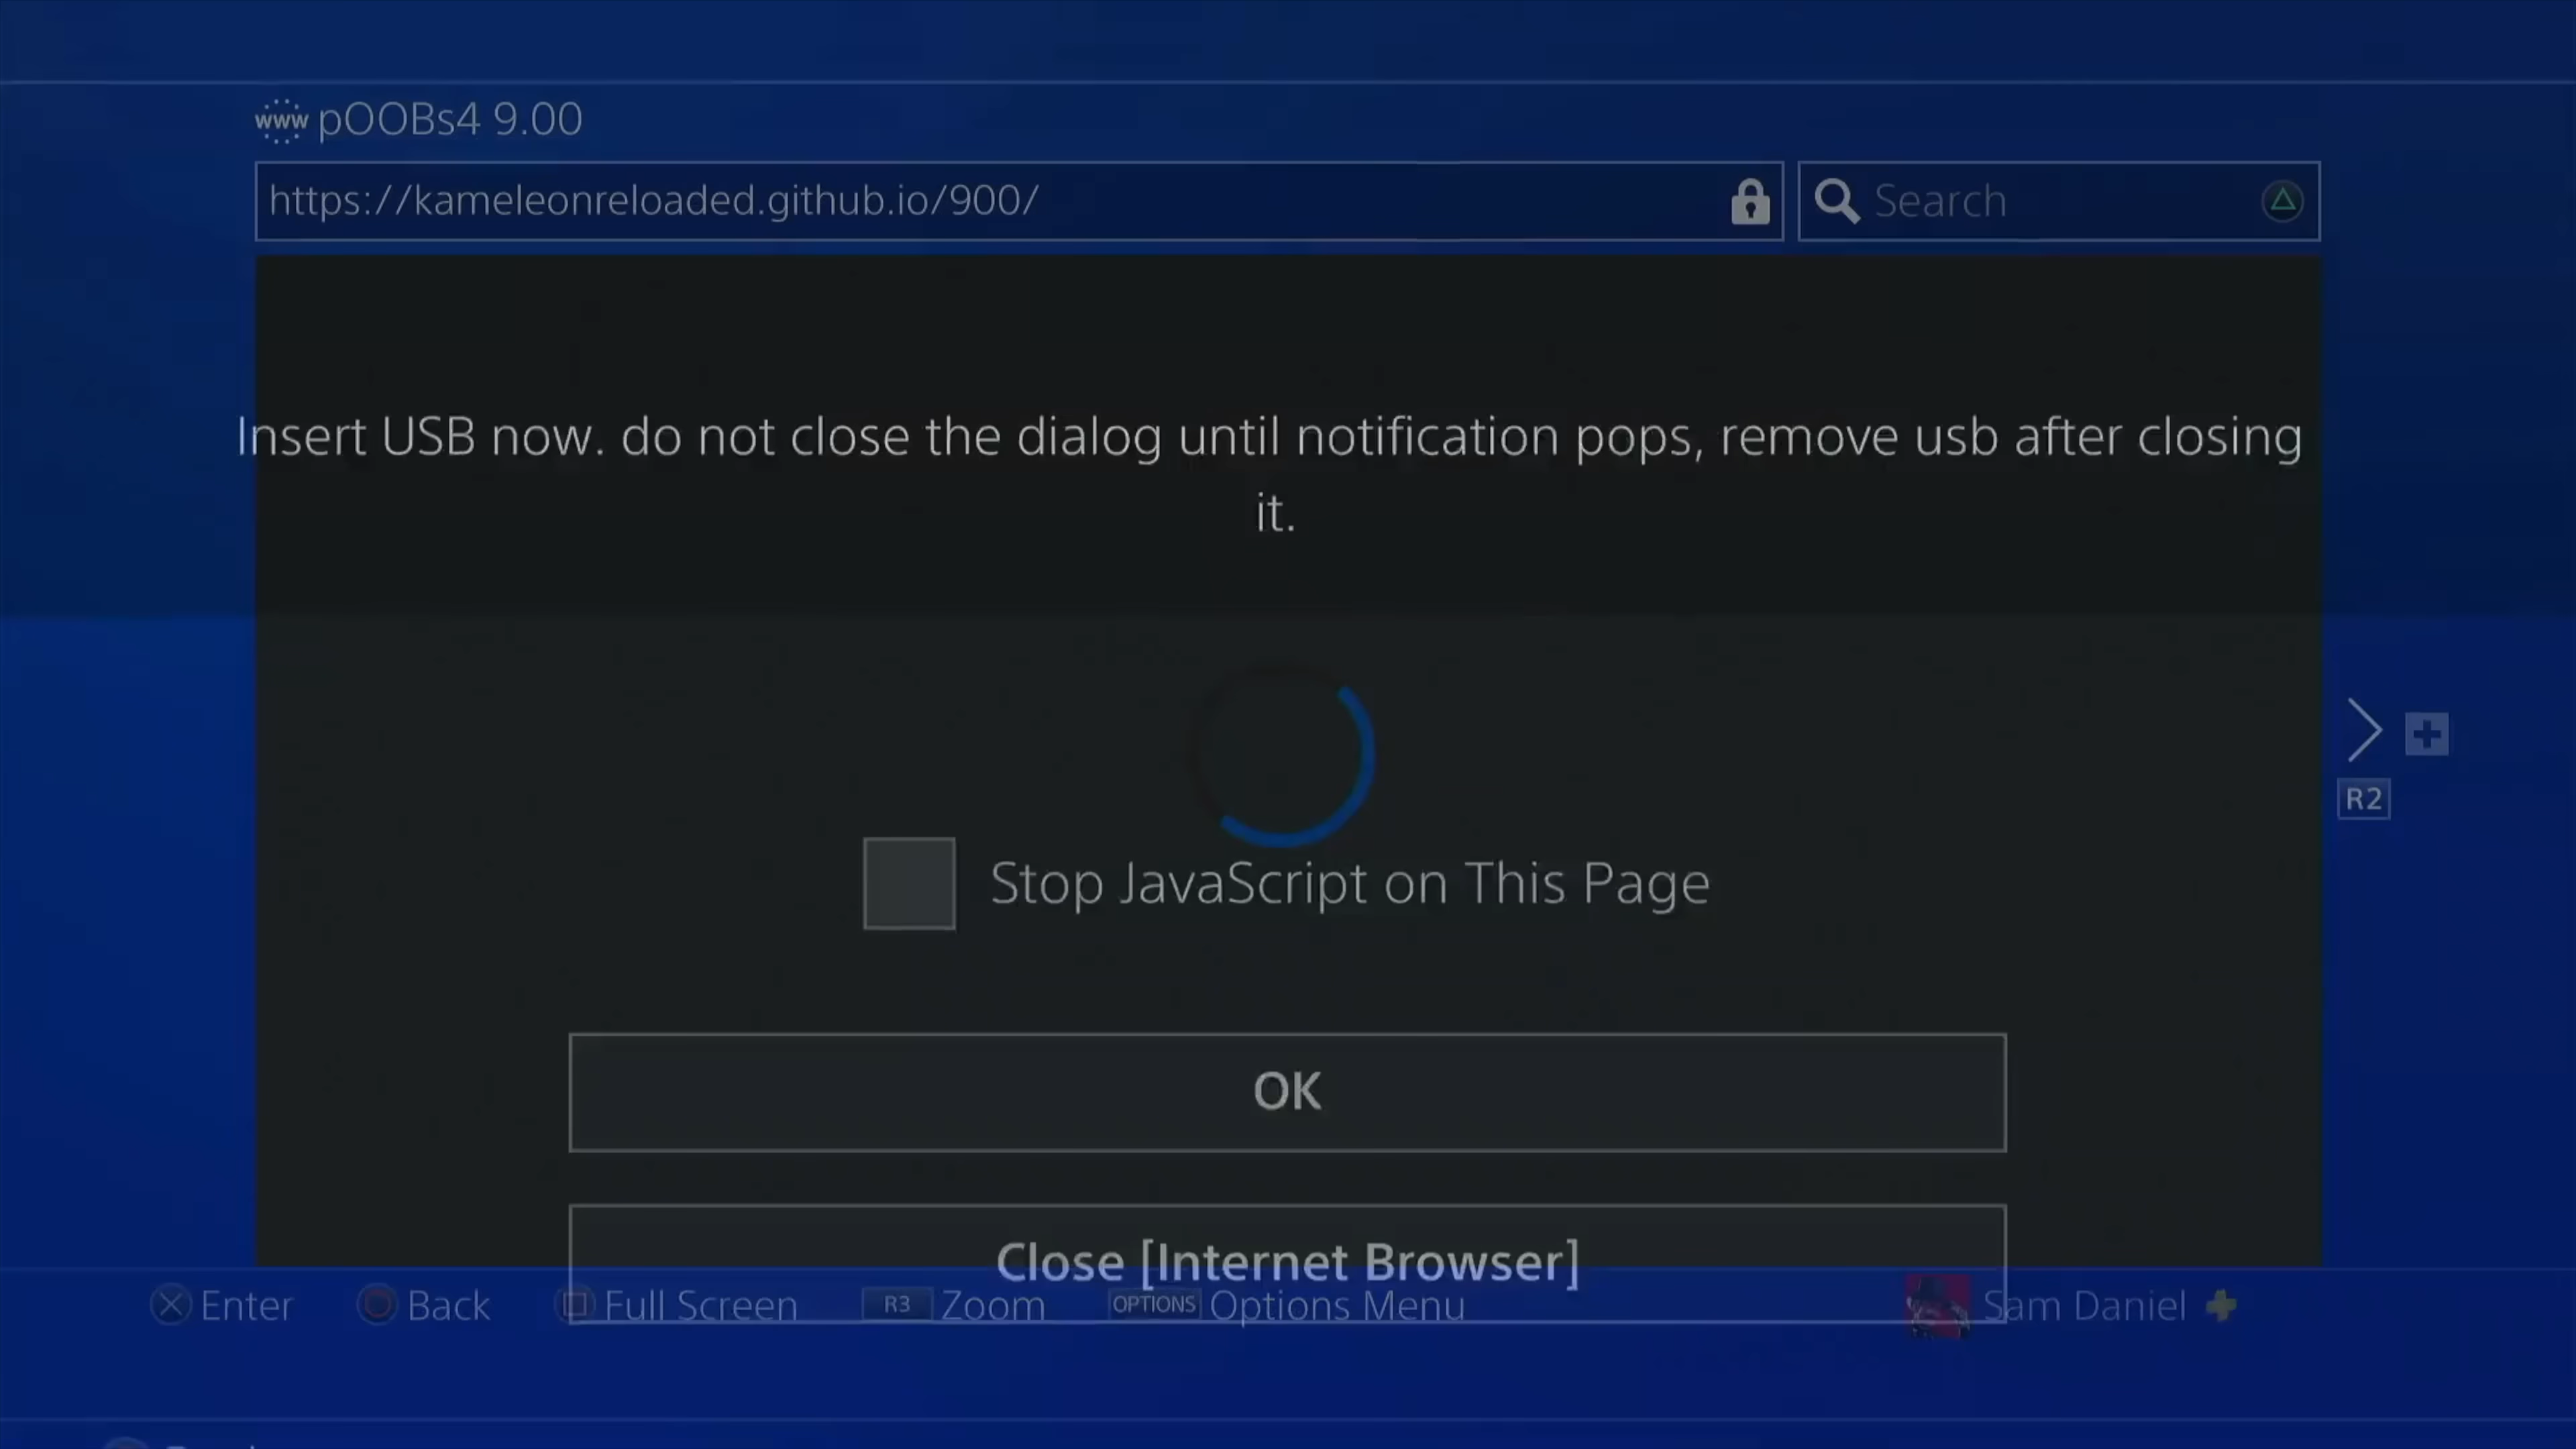 www pOOBs4 9.00
https://kameleonreloaded.github.io/900/
Search
Insert USB now. do not close the dialog until notification pops, remove usb after closing
it.
R2
Stop JavaScript on This Page
OK
Close [Internet Browser]
Enter Back Full Screen R3 Zoom OPTIONS Options Menu Sam Daniel